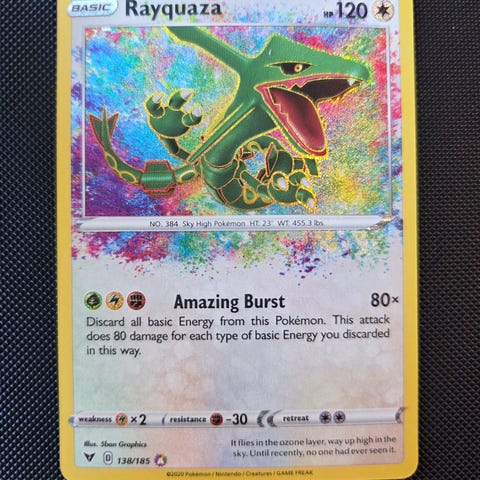 BASIC Rayquaza HP 120
NO. 384 Sky High Pokémon HT: 23' WT: 455.3 lbs.
Amazing Burst 80×
Discard all basic Energy from this Pokémon. This attack
does 80 damage for each type of basic Energy you discarded
in this way.
weakness ×2 resistance -30 retreat
Illus. 5ban Graphics
D 138/185 A
It flies in the ozone layer, way up high in the
sky. Until recently, no one had ever seen it.
©2020 Pokémon / Nintendo / Creatures / GAME FREAK